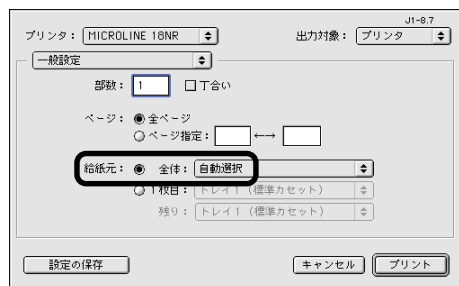 J1-8.7
プリンタ： MICROLINE 18NR 出力対象： プリンタ
一般設定
部数： 1 丁合い
ページ： 全ページ
ページ指定： ←→
給紙元： 全体： 自動選択
1枚目： トレイ1（標準カセット）
残り： トレイ1（標準カセット）
設定の保存 キャンセル プリント